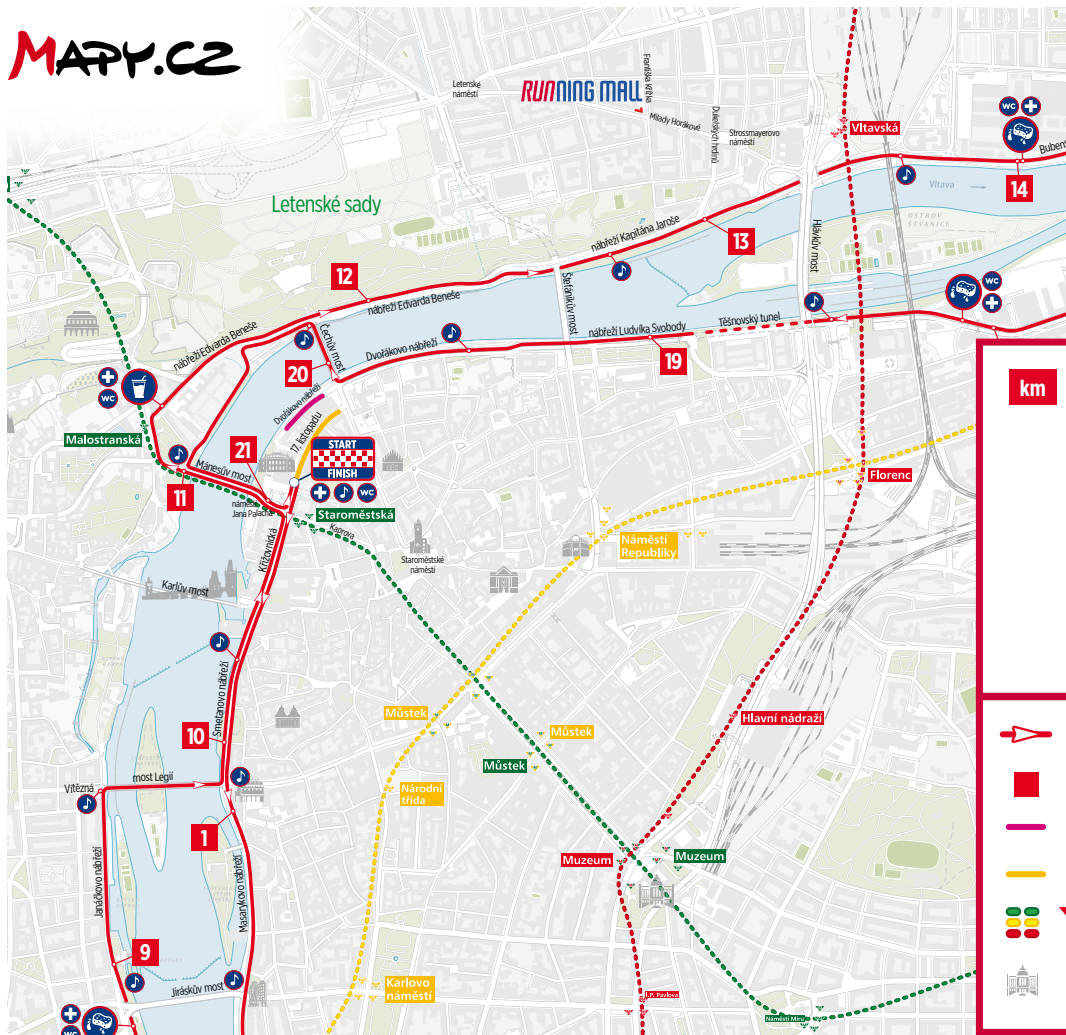 MAPY.CZ
Letenské
náměstí
RUNNING MALL
Františka Křížka
Milady Horákové
Dukelských hrdinů
Strossmayerovo
náměstí
Vltavská
WC
14
Vltava
OSTROV
ŠTVANICE
Letenské sady
nábřeží Kapitána Jaroše
13
Hlávkův most
12
nábřeží Edvarda Beneše
nábřeží Edvarda Beneše
Štefánikův most
WC
Čechův most
Dvořákovo nábřeží
nábřeží Ludvíka Svobody
Těšnovský tunel
19
20
km
WC
Dvořákovo nábřeží
17. listopadu
Malostranská
START
FINISH
21
Mánesův most
11
WC
náměstí
Jana Palacha
Staroměstská
Kaprova
Florenc
Křižovnická
Staroměstské
náměstí
Náměstí
Republiky
Karlův most
Smetanovo nábřeží
10
Můstek
Můstek
Můstek
Hlavní nádraží
most Legií
Vítězná
Národní
třída
1
Janáčkovo nábřeží
Masarykovo nábřeží
Muzeum
Muzeum
9
Jiráskův most
Karlovo
náměstí
I.P. Pavlova
Náměstí Míru
WC